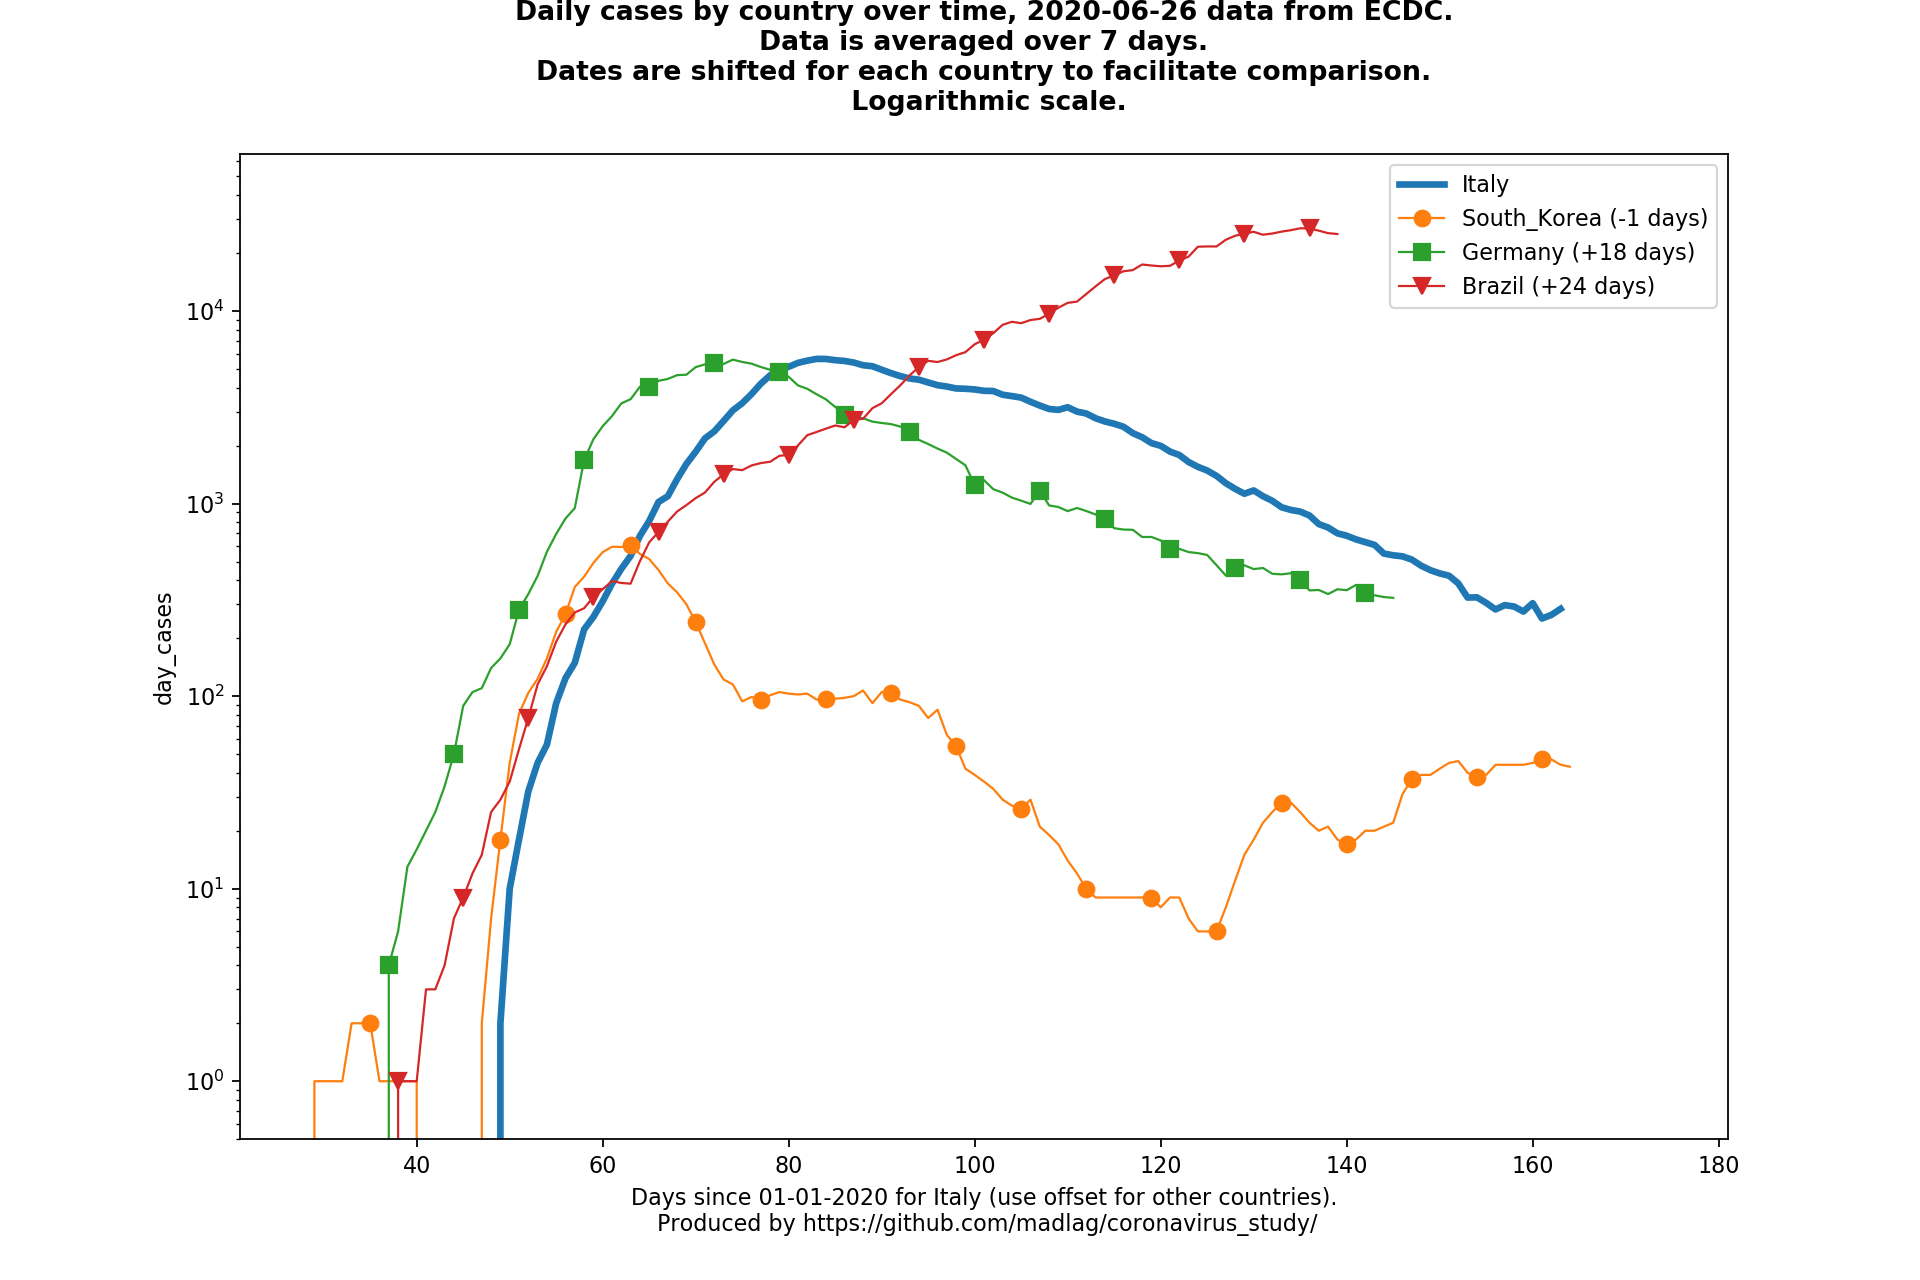 Daily cases by country over time, 2020-06-26 data from ECDC.
Data is averaged over 7 days.
Dates are shifted for each country to facilitate comparison.
Logarithmic scale.
Italy
South_Korea (-1 days)
Germany (+18 days)
Brazil (+24 days)
day_cases
10⁴
10³
10²
10¹
10⁰
40 60 80 100 120 140 160 180
Days since 01-01-2020 for Italy (use offset for other countries).
Produced by https://github.com/madlag/coronavirus_study/